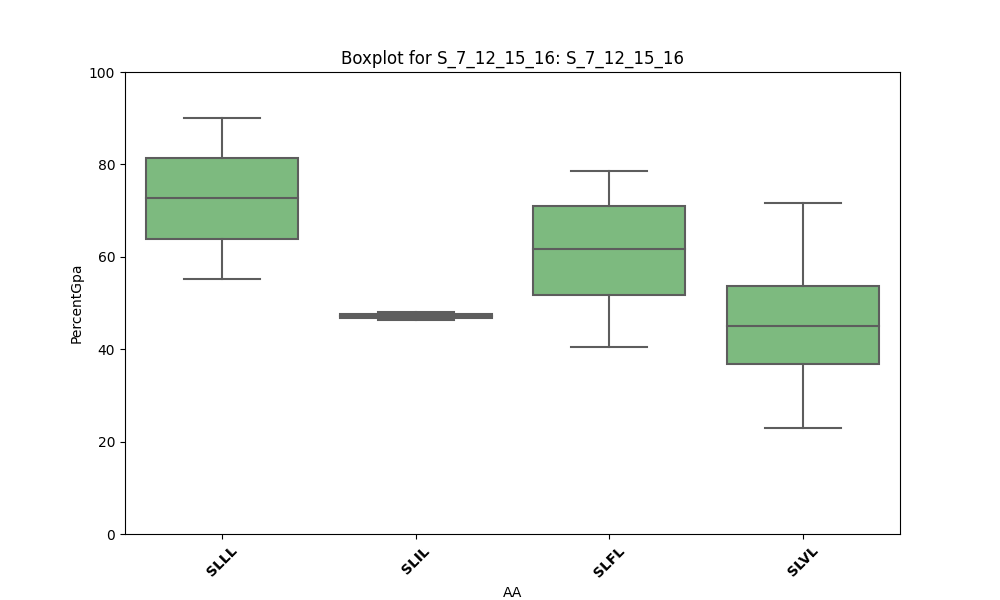 Boxplot for S_7_12_15_16: S_7_12_15_16
100
80
60
40
20
0
PercentGpa
SLLL
SLIL
SLFL
SLVL
AA